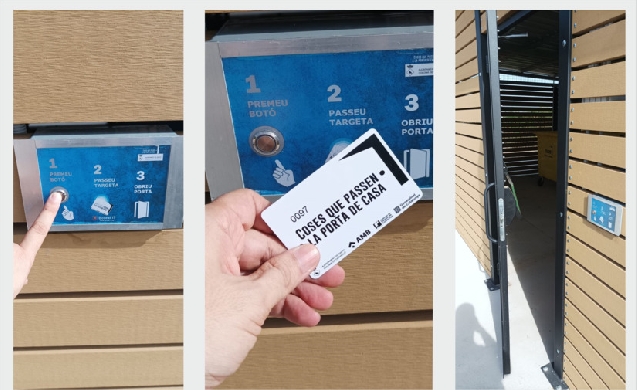 1
PREMEU
BOTÓ
2
PASSEU
TARGETA
3
OBRIU
PORTA
1
PREMEU
BOTÓ
2
PASSEU
TARGETA
3
OBRIU
PORTA
0097
COSES QUE PASSEN
LA PORTA DE CASA
AMB